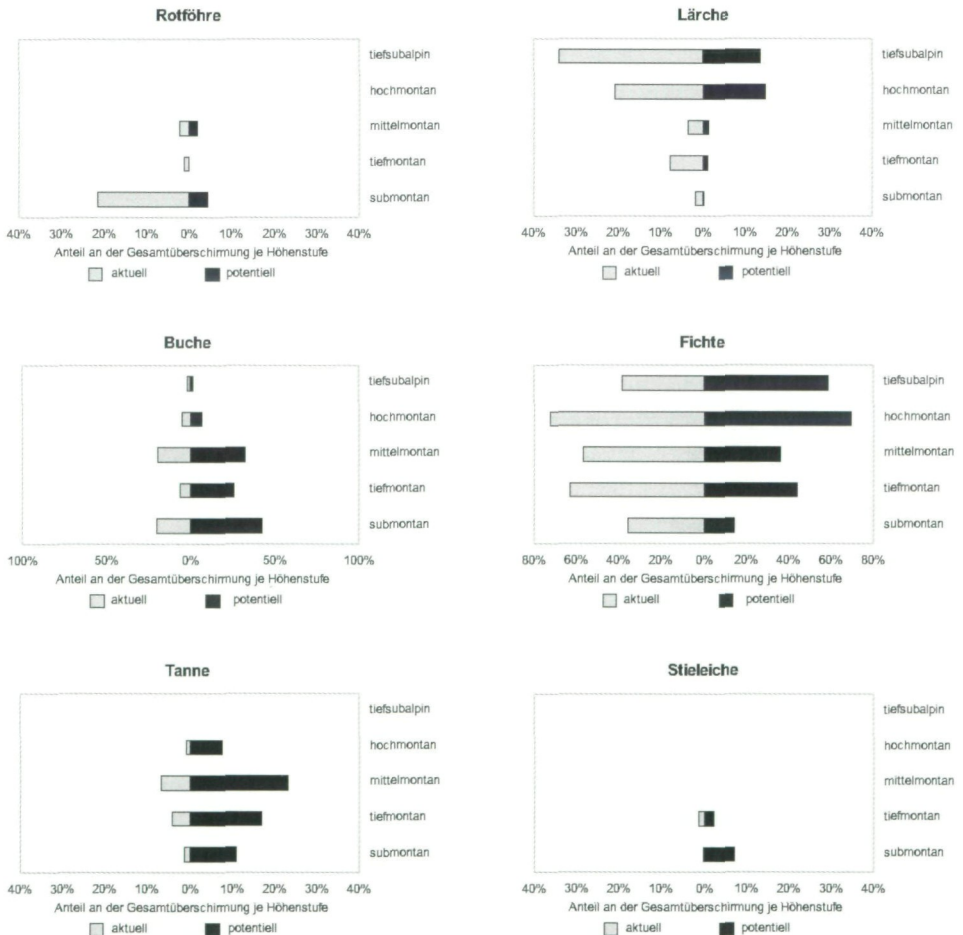 Rotföhre
tiefsubalpin
hochmontan
mittelmontan
tiefmontan
submontan
40% 30% 20% 10% 0% 10% 20% 30% 40%
Anteil an der Gesamtüberschirmung je Höhenstufe
aktuell potentiell
Lärche
tiefsubalpin
hochmontan
mittelmontan
tiefmontan
submontan
40% 30% 20% 10% 0% 10% 20% 30% 40%
Anteil an der Gesamtüberschirmung je Höhenstufe
aktuell potentiell
Buche
tiefsubalpin
hochmontan
mittelmontan
tiefmontan
submontan
100% 50% 0% 50% 100%
Anteil an der Gesamtüberschirmung je Höhenstufe
aktuell potentiell
Fichte
tiefsubalpin
hochmontan
mittelmontan
tiefmontan
submontan
80% 60% 40% 20% 0% 20% 40% 60% 80%
Anteil an der Gesamtüberschirmung je Höhenstufe
aktuell potentiell
Tanne
tiefsubalpin
hochmontan
mittelmontan
tiefmontan
submontan
40% 30% 20% 10% 0% 10% 20% 30% 40%
Anteil an der Gesamtüberschirmung je Höhenstufe
aktuell potentiell
Stieleiche
tiefsubalpin
hochmontan
mittelmontan
tiefmontan
submontan
40% 30% 20% 10% 0% 10% 20% 30% 40%
Anteil an der Gesamtüberschirmung je Höhenstufe
aktuell potentiell